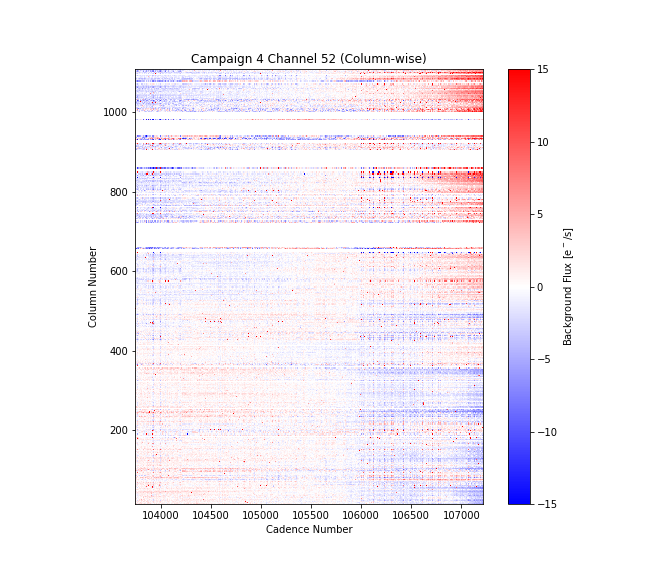 Campaign 4 Channel 52 (Column-wise)
1000
800
600
400
200
Column Number
104000 104500 105000 105500 106000 106500 107000
Cadence Number
15
10
5
0
−5
−10
−15
Background Flux [e⁻/s]